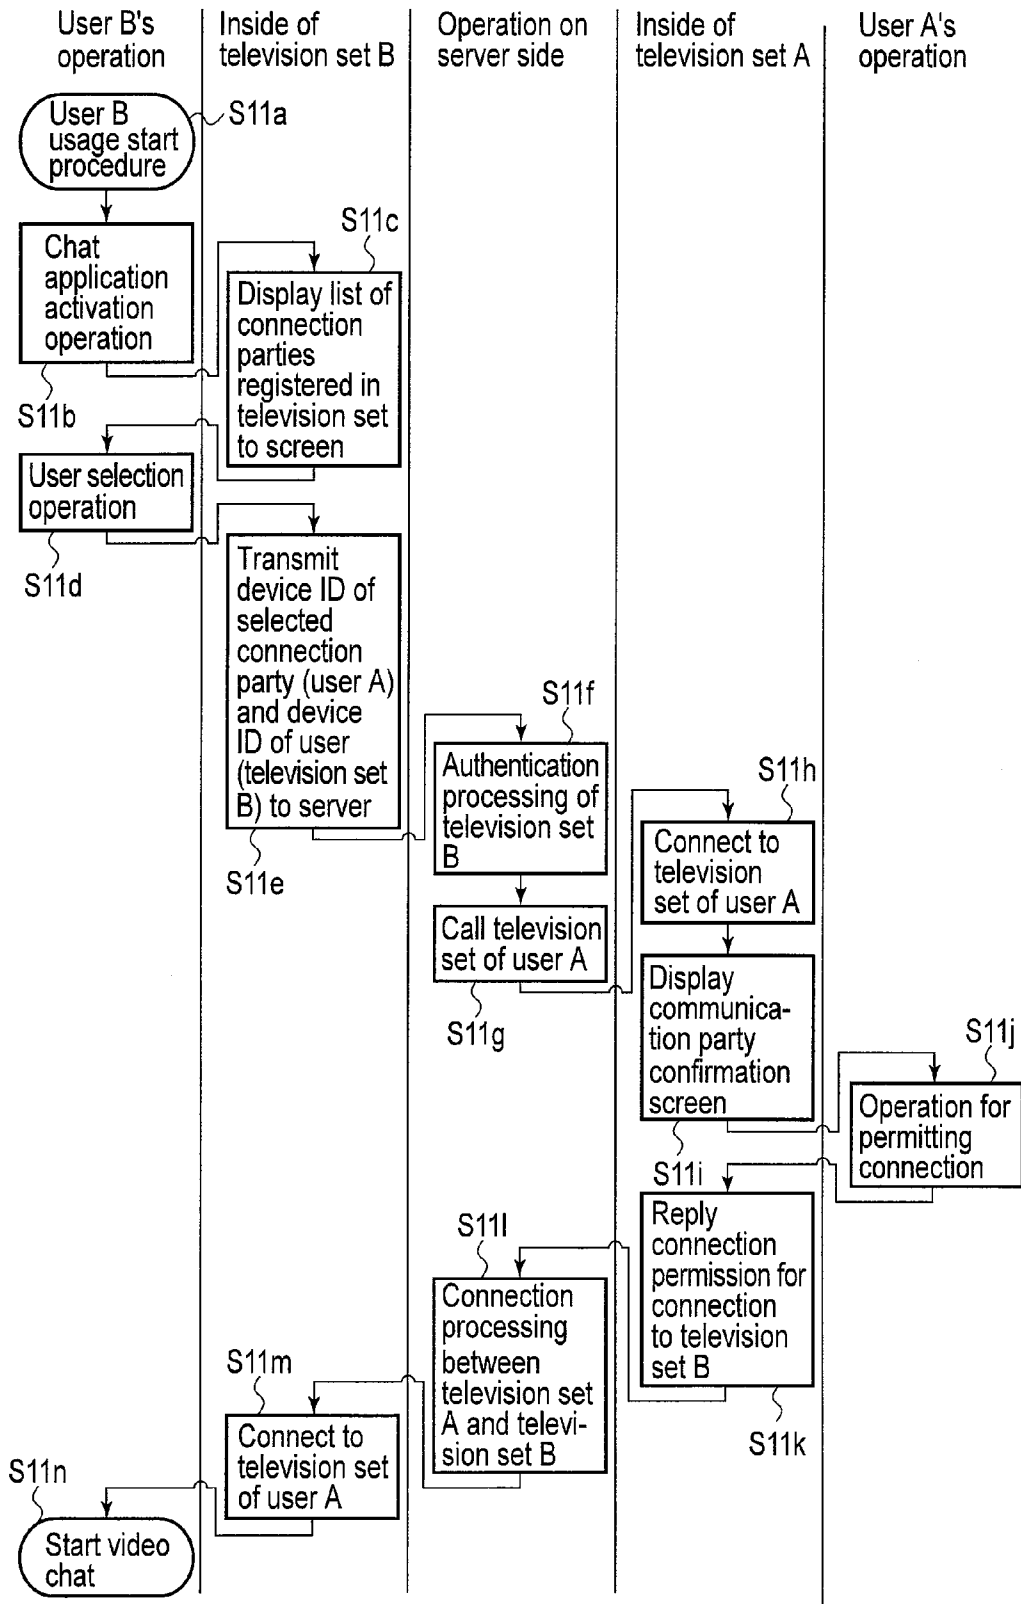 User B's
operation
Inside of
television set B
Operation on
server side
Inside of
television set A
User A's
operation
User B
usage start
procedure
S11a
Chat
application
activation
operation
S11b
S11c
Display list of
connection
parties
registered in
television set
to screen
User selection
operation
S11d
Transmit
device ID of
selected
connection
party (user A)
and device
ID of user
(television set
B) to server
S11e
S11f
Authentication
processing of
television set
B
Call television
set of user A
S11g
S11h
Connect to
television
set of user A
Display
communica-
tion party
confirmation
screen
S11i
S11j
Operation for
permitting
connection
Reply
connection
permission for
connection
to television
set B
S11k
S11l
Connection
processing
between
television set
A and televi-
sion set B
S11m
Connect to
television set
of user A
S11n
Start video
chat